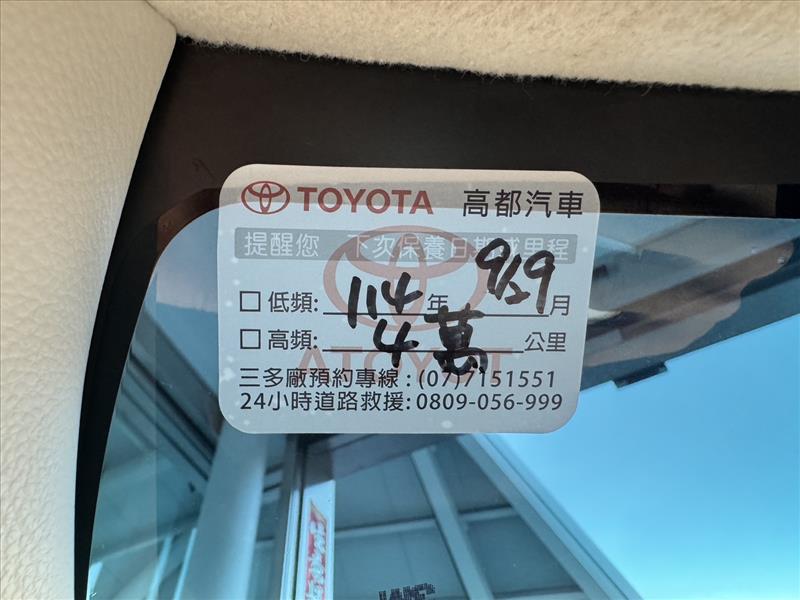 TOYOTA 高都汽車
提醒您 下次保養日期或里程
□ 低頻: 114 年 9/29 月
□ 高頻: 4萬 公里
三多廠預約專線 : (07)7151551
24小時道路救援: 0809-056-999